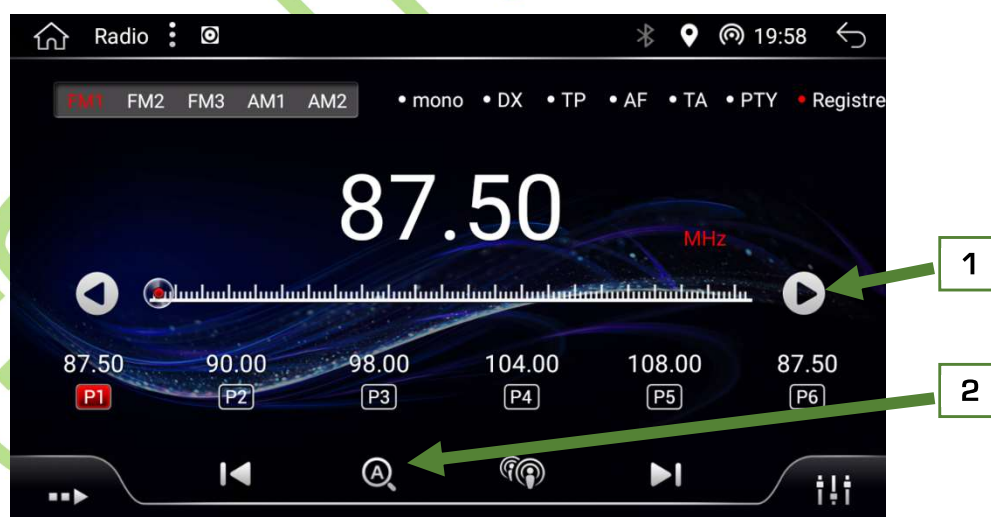 Radio 19:58
FM1 FM2 FM3 AM1 AM2 • mono • DX • TP • AF • TA • PTY • Registre
87.50
MHz
1
87.50 90.00 98.00 104.00 108.00 87.50
P1 P2 P3 P4 P5 P6
2
A